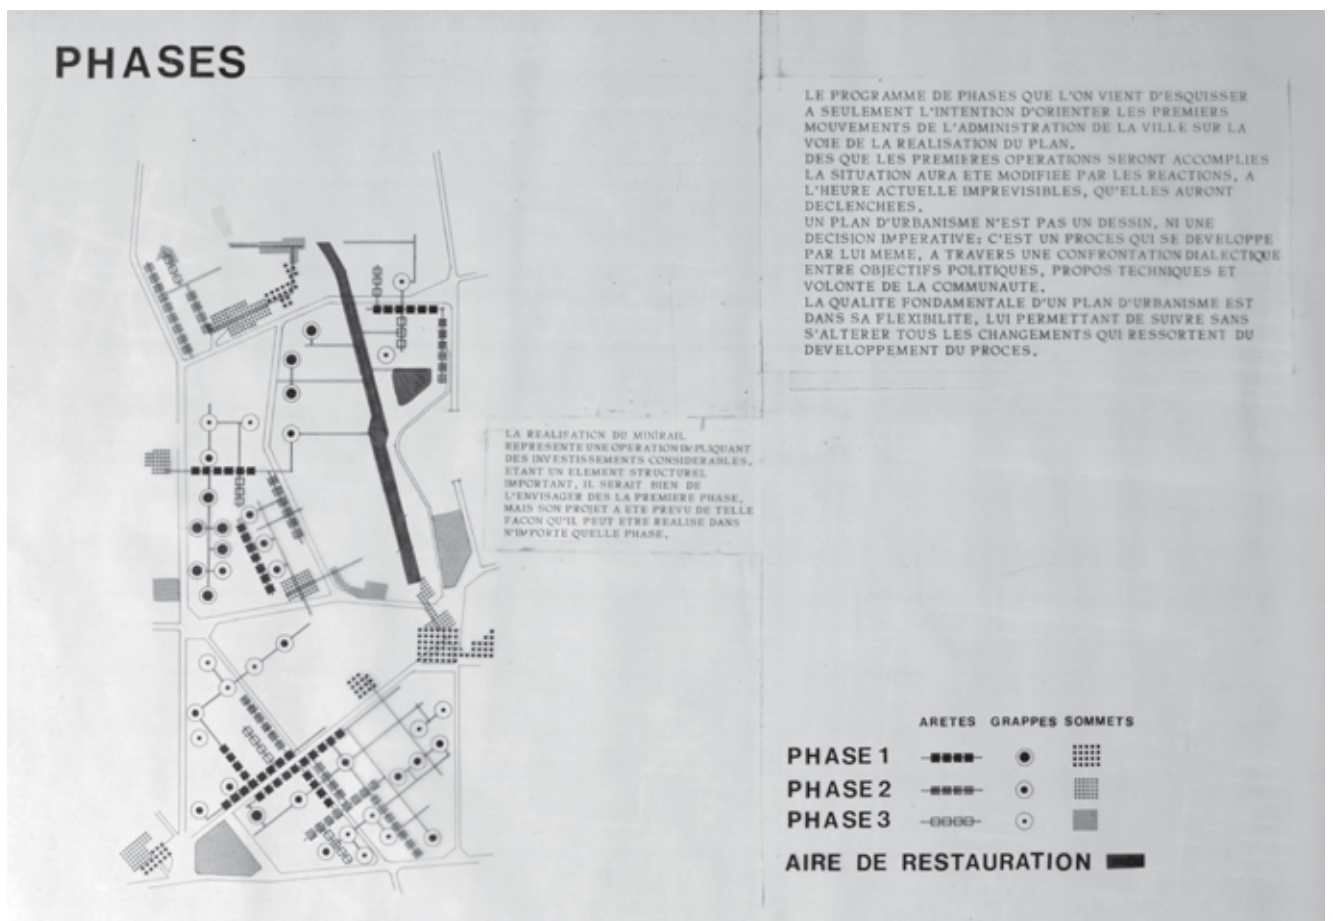 PHASES
LE PROGRAMME DE PHASES QUE L'ON VIENT D'ESQUISSER
A SEULEMENT L'INTENTION D'ORIENTER LES PREMIERS
MOUVEMENTS DE L'ADMINISTRATION DE LA VILLE SUR LA
VOIE DE LA REALISATION DU PLAN.
DES QUE LES PREMIERES OPERATIONS SERONT ACCOMPLIES
LA SITUATION AURA ETE MODIFIEE PAR LES REACTIONS, A
L'HEURE ACTUELLE IMPREVISIBLES, QU'ELLES AURONT
DECLENCHEES.
UN PLAN D'URBANISME N'EST PAS UN DESSIN, NI UNE
DECISION IMPERATIVE; C'EST UN PROCES QUI SE DEVELOPPE
PAR LUI MEME, A TRAVERS UNE CONFRONTATION DIALECTIQUE
ENTRE OBJECTIFS POLITIQUES, PROPOS TECHNIQUES ET
VOLONTE DE LA COMMUNAUTE.
LA QUALITE FONDAMENTALE D'UN PLAN D'URBANISME EST
DANS SA FLEXIBILITE, LUI PERMETTANT DE SUIVRE SANS
S'ALTERER TOUS LES CHANGEMENTS QUI RESSORTENT DU
DEVELOPPEMENT DU PROCES.
LA REALISATION DU MINIRAIL
REPRESENTE UNE OPERATION IMPLIQUANT
DES INVESTISSEMENTS CONSIDERABLES.
ETANT UN ELEMENT STRUCTUREL
IMPORTANT, IL SERAIT BIEN DE
L'ENVISAGER DES LA PREMIERE PHASE.
MAIS SON PROJET A ETE PREVU DE TELLE
FACON QU'IL PEUT ETRE REALISE DANS
N'IMPORTE QUELLE PHASE.
ARETES GRAPPES SOMMETS
PHASE 1
PHASE 2
PHASE 3
AIRE DE RESTAURATION